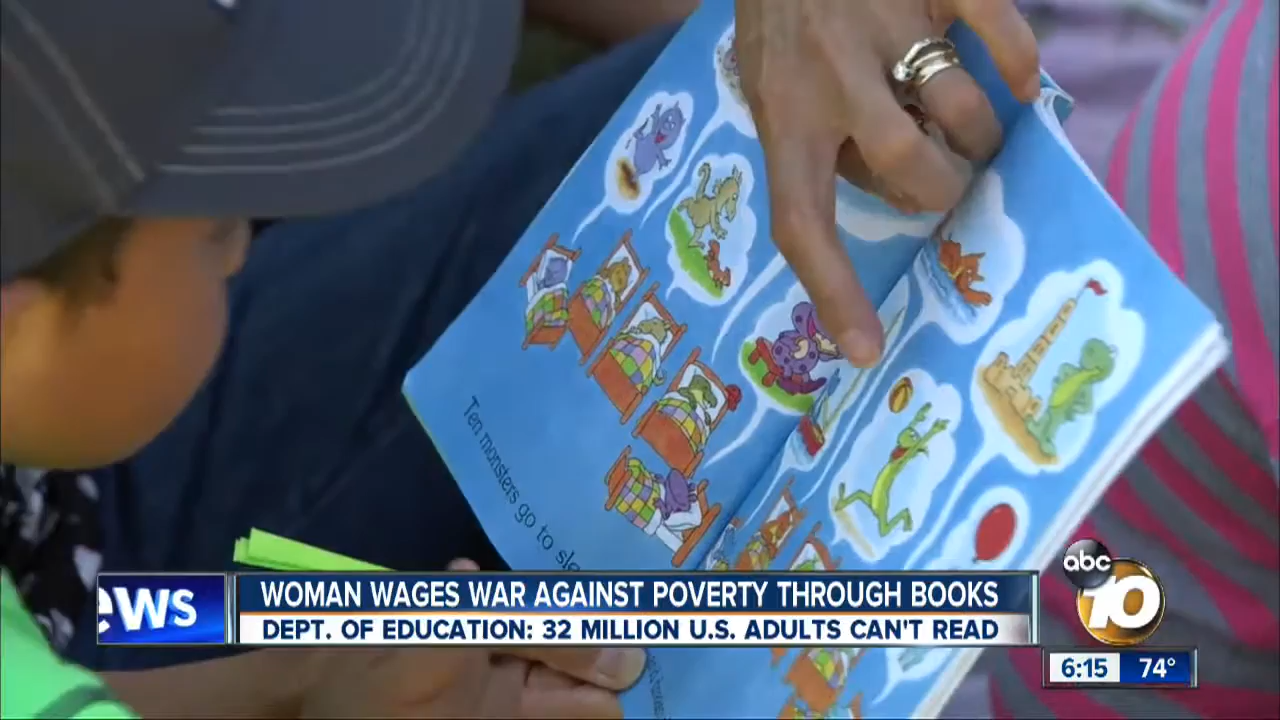 Ten monsters go to sle
WOMAN WAGES WAR AGAINST POVERTY THROUGH BOOKS
DEPT. OF EDUCATION: 32 MILLION U.S. ADULTS CAN'T READ
eWS
abc
10
6:15 74°